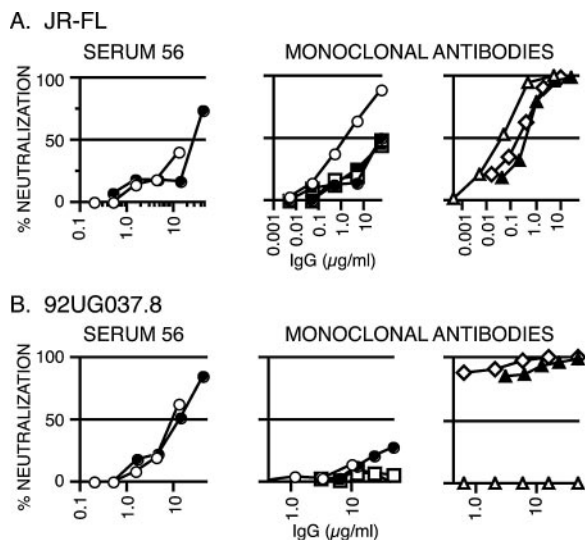 A. JR-FL
SERUM 56 MONOCLONAL ANTIBODIES
% NEUTRALIZATION
100
50
0
0.1 1.0 10
0.001 0.01 0.1 0.01 1.0 10
0.001 0.01 0.1 1.0 10
IgG (µg/ml)
B. 92UG037.8
SERUM 56 MONOCLONAL ANTIBODIES
% NEUTRALIZATION
100
50
0
0.1 1.0 10
1.0 10
1.0 10
IgG (µg/ml)